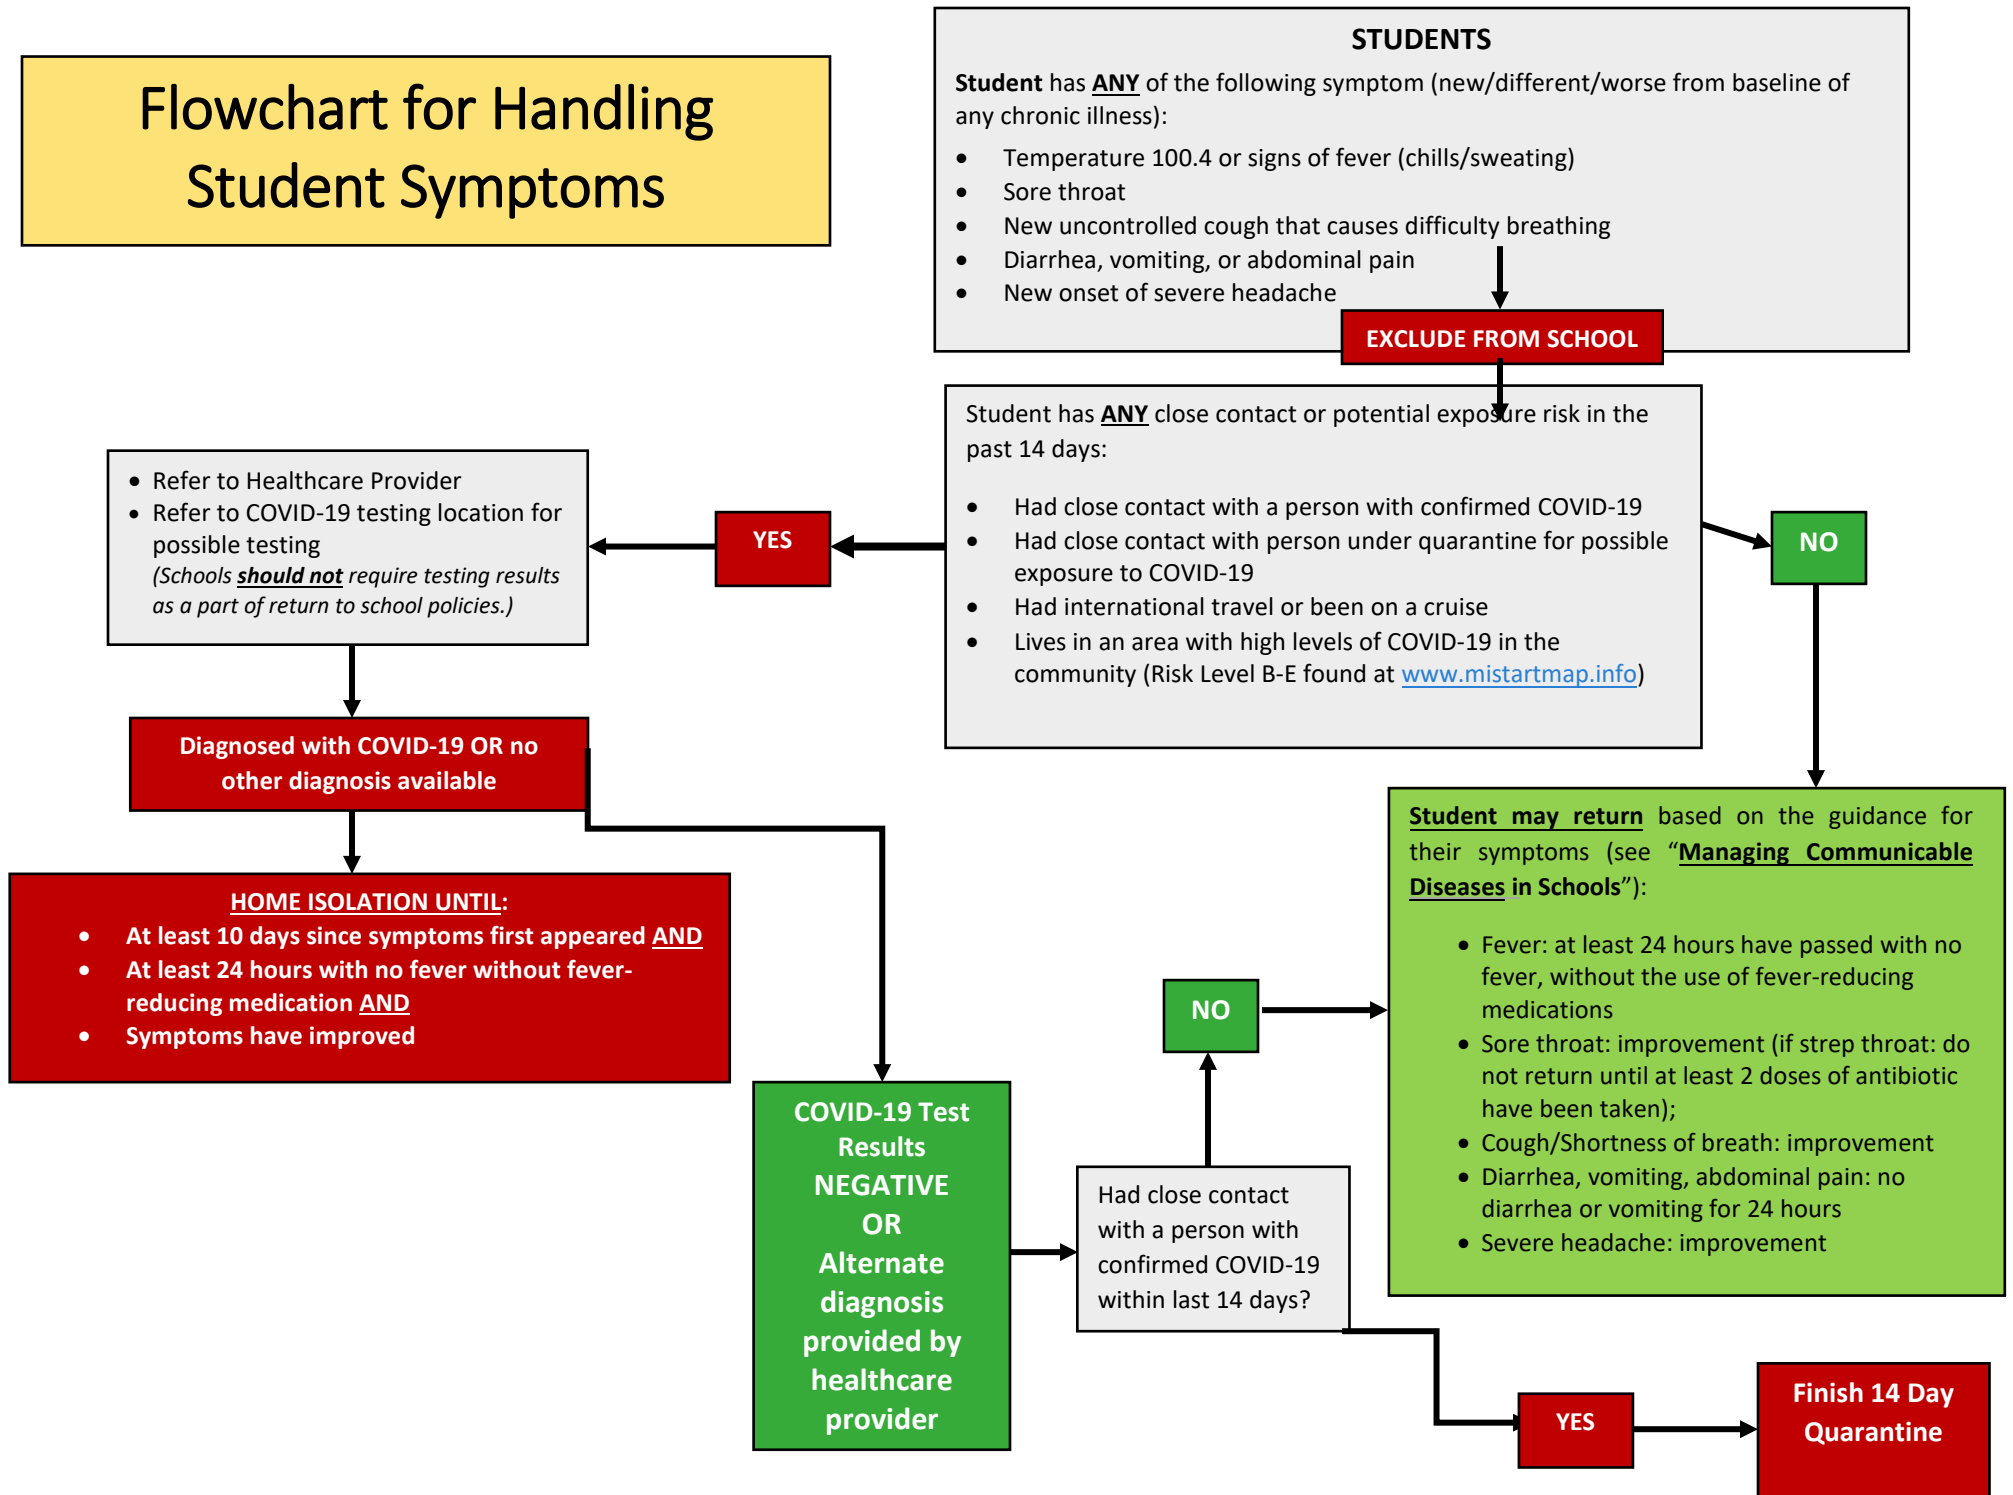 Flowchart for Handling
Student Symptoms
STUDENTS
Student has ANY of the following symptom (new/different/worse from baseline of
any chronic illness):
• Temperature 100.4 or signs of fever (chills/sweating)
• Sore throat
• New uncontrolled cough that causes difficulty breathing
• Diarrhea, vomiting, or abdominal pain
• New onset of severe headache
EXCLUDE FROM SCHOOL
Student has ANY close contact or potential exposure risk in the
past 14 days:
• Had close contact with a person with confirmed COVID-19
• Had close contact with person under quarantine for possible
exposure to COVID-19
• Had international travel or been on a cruise
• Lives in an area with high levels of COVID-19 in the
community (Risk Level B-E found at www.mistartmap.info)
YES
NO
• Refer to Healthcare Provider
• Refer to COVID-19 testing location for
possible testing
(Schools should not require testing results
as a part of return to school policies.)
Diagnosed with COVID-19 OR no
other diagnosis available
HOME ISOLATION UNTIL:
• At least 10 days since symptoms first appeared AND
• At least 24 hours with no fever without fever-
reducing medication AND
• Symptoms have improved
COVID-19 Test
Results
NEGATIVE
OR
Alternate
diagnosis
provided by
healthcare
provider
Had close contact
with a person with
confirmed COVID-19
within last 14 days?
NO
Student may return based on the guidance for
their symptoms (see “Managing Communicable
Diseases in Schools”):
• Fever: at least 24 hours have passed with no
fever, without the use of fever-reducing
medications
• Sore throat: improvement (if strep throat: do
not return until at least 2 doses of antibiotic
have been taken);
• Cough/Shortness of breath: improvement
• Diarrhea, vomiting, abdominal pain: no
diarrhea or vomiting for 24 hours
• Severe headache: improvement
YES
Finish 14 Day
Quarantine